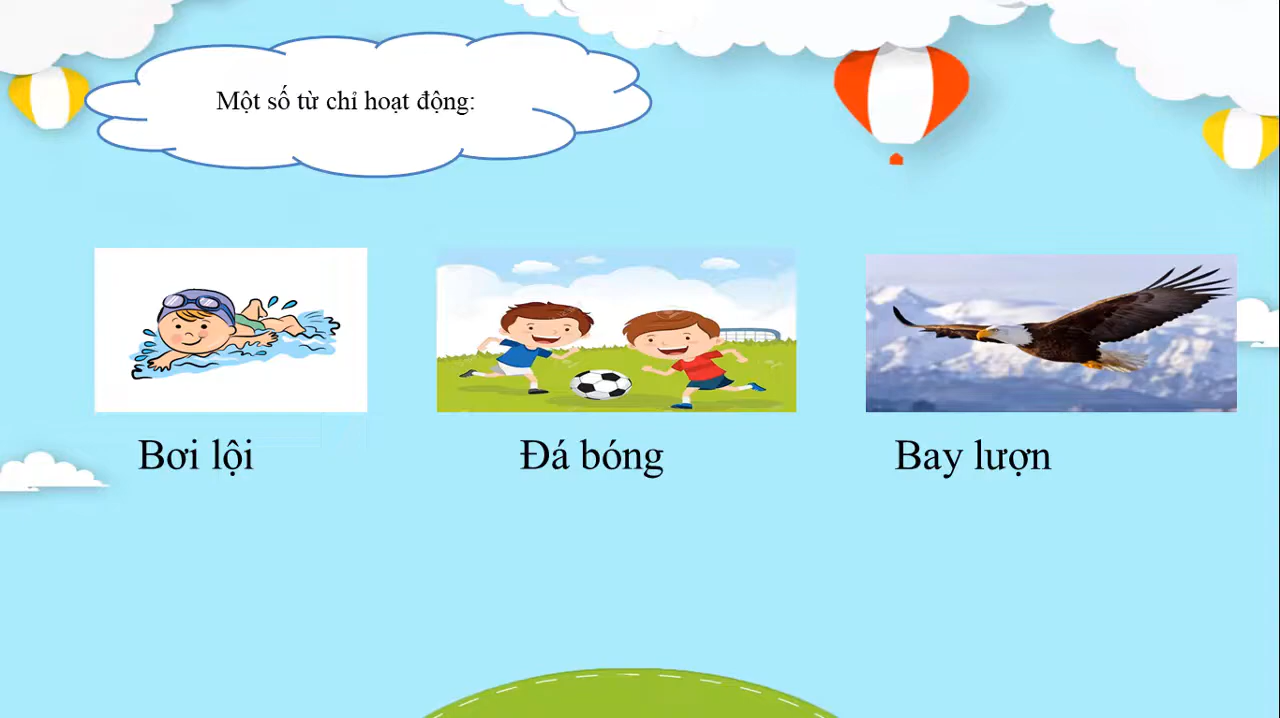 Một số từ chỉ hoạt động:
Bơi lội
Đá bóng
Bay lượn